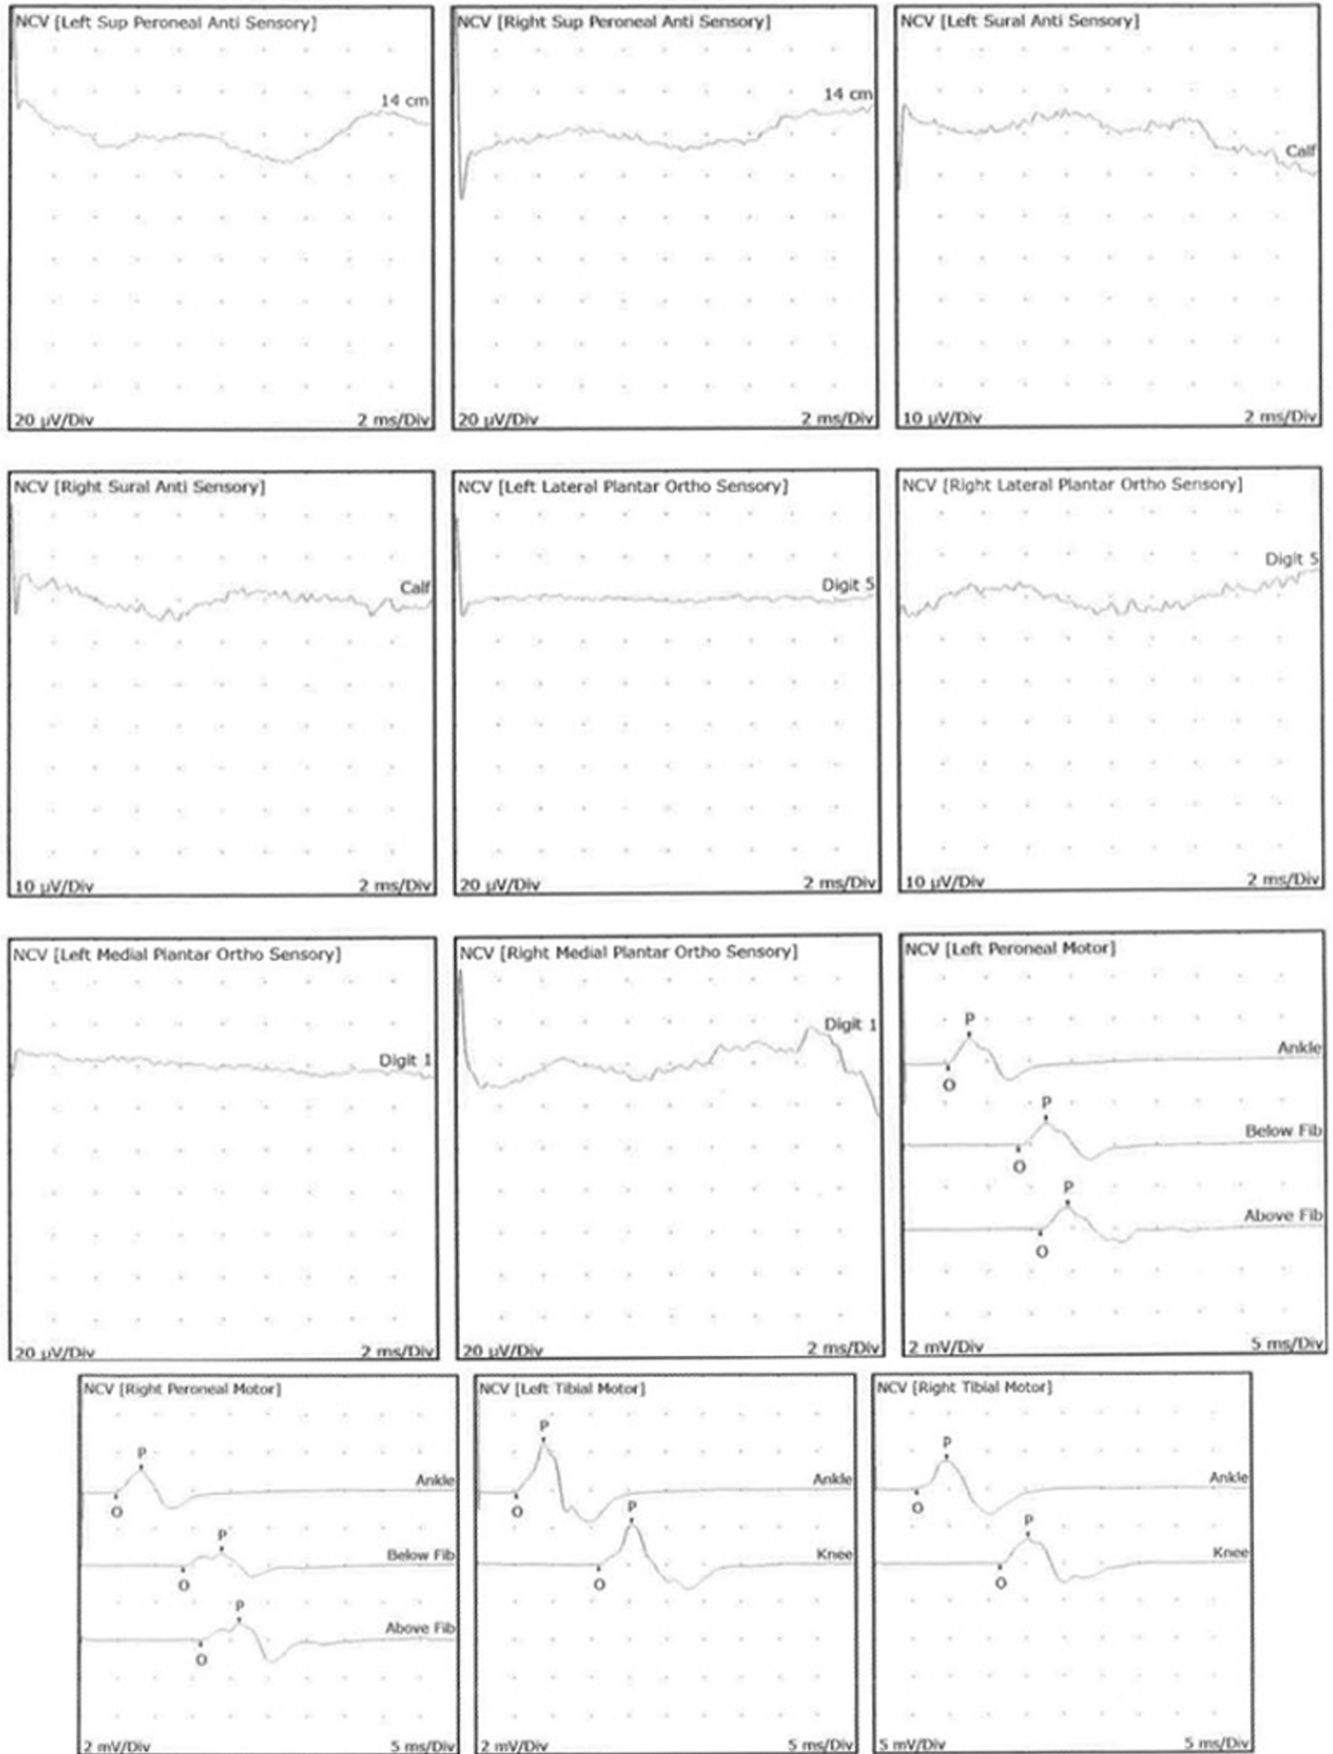 NCV [Left Sup Peroneal Anti Sensory]
14 cm
20 µV/Div
2 ms/Div
NCV [Right Sup Peroneal Anti Sensory]
14 cm
20 µV/Div
2 ms/Div
NCV [Left Sural Anti Sensory]
Calf
10 µV/Div
2 ms/Div
NCV [Right Sural Anti Sensory]
Calf
10 µV/Div
2 ms/Div
NCV [Left Lateral Plantar Ortho Sensory]
Digit 5
20 µV/Div
2 ms/Div
NCV [Right Lateral Plantar Ortho Sensory]
Digit 5
10 µV/Div
2 ms/Div
NCV [Left Medial Plantar Ortho Sensory]
Digit 1
20 µV/Div
2 ms/Div
NCV [Right Medial Plantar Ortho Sensory]
Digit 1
20 µV/Div
2 ms/Div
NCV [Left Peroneal Motor]
P
Ankle
O
P
Below Fib
O
P
Above Fib
O
2 mV/Div
5 ms/Div
NCV [Right Peroneal Motor]
P
Ankle
O
P
Below Fib
O
P
Above Fib
O
2 mV/Div
5 ms/Div
NCV [Left Tibial Motor]
P
Ankle
O
P
Knee
O
2 mV/Div
5 ms/Div
NCV [Right Tibial Motor]
P
Ankle
O
P
Knee
O
5 mV/Div
5 ms/Div